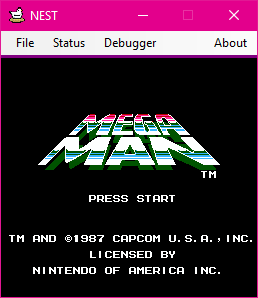 NEST
File Status Debugger About
MEGA
MAN
TM
PRESS START
TM AND ©1987 CAPCOM U.S.A., INC.
LICENSED BY
NINTENDO OF AMERICA INC.